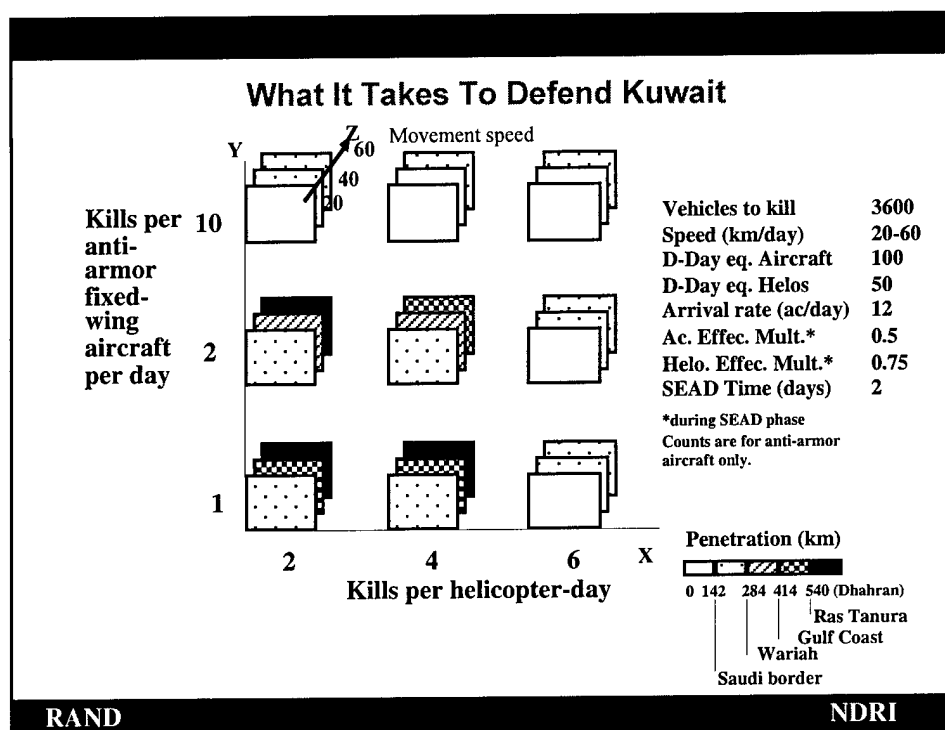 What It Takes To Defend Kuwait
Y
Z
Movement speed
60
40
20
Kills per
anti-
armor
fixed-
wing
aircraft
per day
10
2
1
2
4
6
X
Kills per helicopter-day
Vehicles to kill 3600
Speed (km/day) 20-60
D-Day eq. Aircraft 100
D-Day eq. Helos 50
Arrival rate (ac/day) 12
Ac. Effec. Mult.* 0.5
Helo. Effec. Mult.* 0.75
SEAD Time (days) 2
*during SEAD phase
Counts are for anti-armor
aircraft only.
Penetration (km)
0 142 284 414 540 (Dhahran)
Ras Tanura
Gulf Coast
Wariah
Saudi border
RAND
NDRI